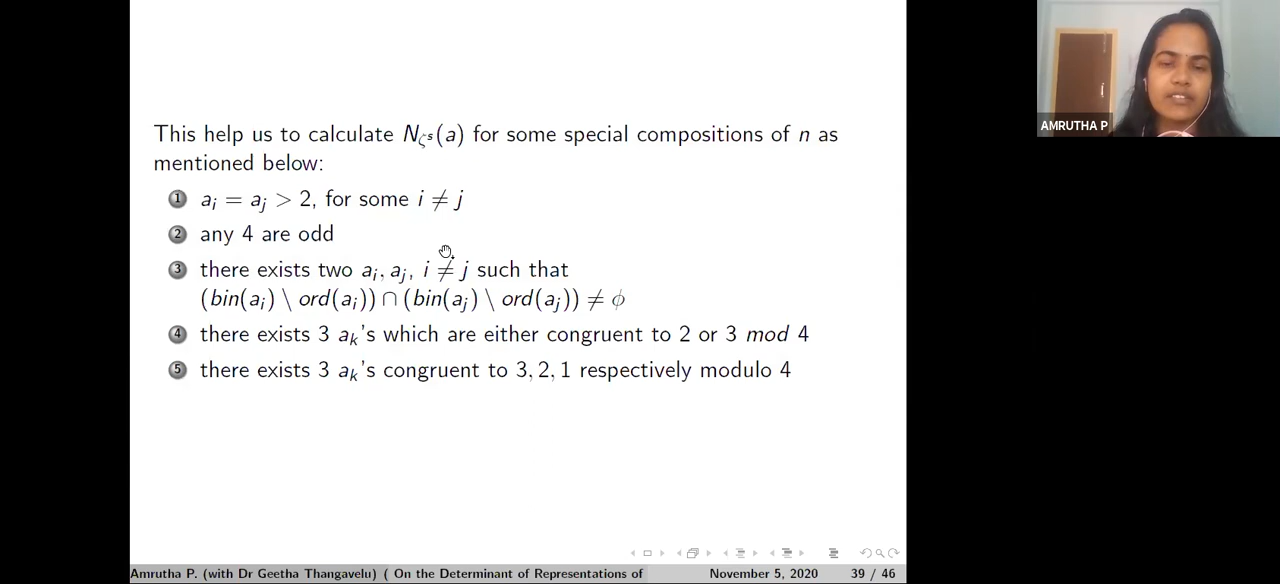 This help us to calculate N_{ζ^s}(a) for some special compositions of n as
mentioned below:
1 a_i = a_j > 2, for some i ≠ j
2 any 4 are odd
3 there exists two a_i, a_j, i ≠ j such that
(bin(a_i) \ ord(a_i)) ∩ (bin(a_j) \ ord(a_j)) ≠ ϕ
4 there exists 3 a_k's which are either congruent to 2 or 3 mod 4
5 there exists 3 a_k's congruent to 3, 2, 1 respectively modulo 4
Amrutha P. (with Dr Geetha Thangavelu) ( On the Determinant of Representations of November 5, 2020 39 / 46
AMRUTHA P